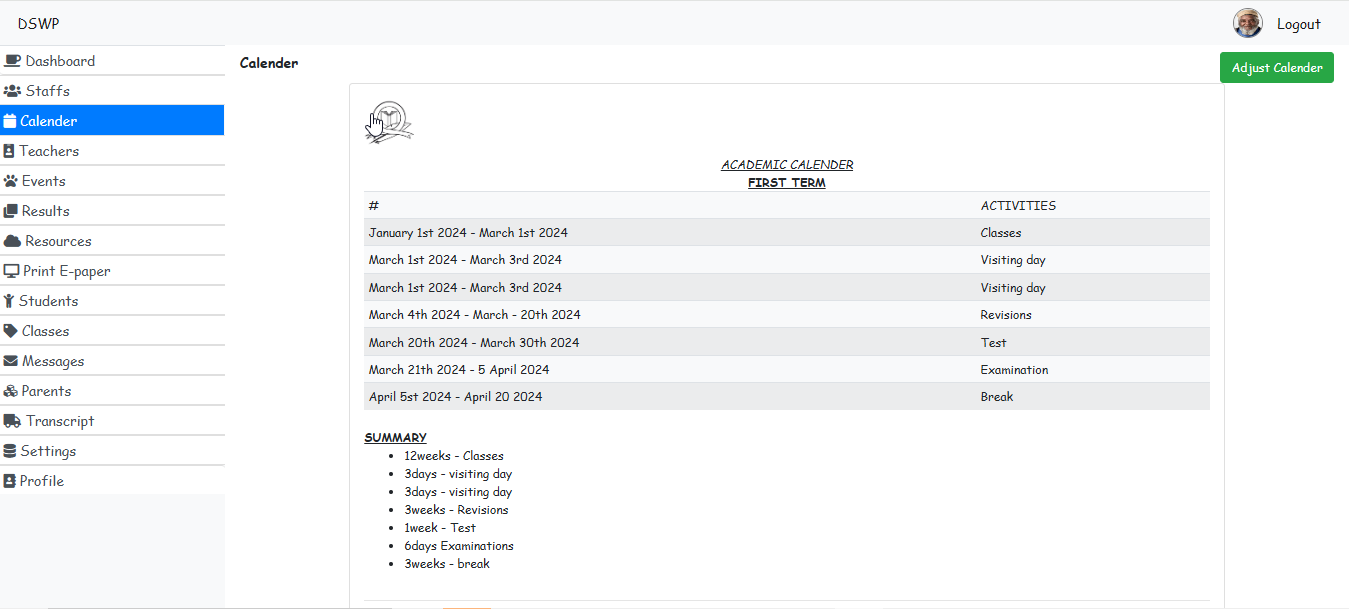 DSWP
Logout
Dashboard
Staffs
Calender
Teachers
Events
Results
Resources
Print E-paper
Students
Classes
Messages
Parents
Transcript
Settings
Profile
Calender
Adjust Calender
ACADEMIC CALENDER
FIRST TERM
# ACTIVITIES
January 1st 2024 - March 1st 2024 Classes
March 1st 2024 - March 3rd 2024 Visiting day
March 1st 2024 - March 3rd 2024 Visiting day
March 4th 2024 - March - 20th 2024 Revisions
March 20th 2024 - March 30th 2024 Test
March 21th 2024 - 5 April 2024 Examination
April 5st 2024 - April 20 2024 Break
SUMMARY
12weeks - Classes
3days - visiting day
3days - visiting day
3weeks - Revisions
1week - Test
6days Examinations
3weeks - break